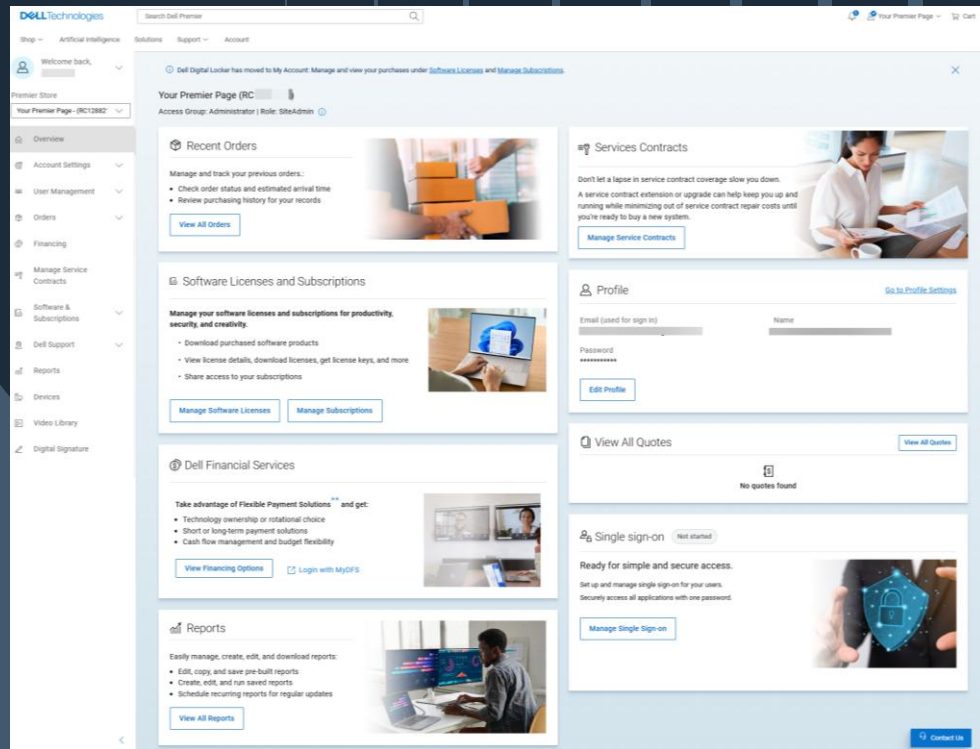 DELLTechnologies
Search Dell Premier
Your Premier Page
Cart
Shop
Artificial Intelligence
Solutions
Support
Account
Welcome back,
Premier Store
Your Premier Page - (RC12882
Overview
Account Settings
User Management
Orders
Financing
Manage Service
Contracts
Software &
Subscriptions
Dell Support
Reports
Devices
Video Library
Digital Signature
Dell Digital Locker has moved to My Account: Manage and view your purchases under Software Licenses and Manage Subscriptions.
Your Premier Page (RC
Access Group: Administrator | Role: SiteAdmin
Recent Orders
Manage and track your previous orders.:
• Check order status and estimated arrival time
• Review purchasing history for your records
View All Orders
Software Licenses and Subscriptions
Manage your software licenses and subscriptions for productivity,
security, and creativity.
• Download purchased software products
• View license details, download licenses, get license keys, and more
• Share access to your subscriptions
Manage Software Licenses
Manage Subscriptions
Dell Financial Services
Take advantage of Flexible Payment Solutions** and get:
• Technology ownership or rotational choice
• Short or long-term payment solutions
• Cash flow management and budget flexibility
View Financing Options
Login with MyDFS
Reports
Easily manage, create, edit, and download reports:
• Edit, copy, and save pre-built reports
• Create, edit, and run saved reports
• Schedule recurring reports for regular updates
View All Reports
Services Contracts
Don't let a lapse in service contract coverage slow you down.
A service contract extension or upgrade can help keep you up and
running while minimizing out of service contract repair costs until
you're ready to buy a new system.
Manage Service Contracts
Profile
Go to Profile Settings
Email (used for sign in)
Name
Password
***********
Edit Profile
View All Quotes
View All Quotes
No quotes found
Single sign-on
Not started
Ready for simple and secure access.
Set up and manage single sign-on for your users.
Securely access all applications with one password.
Manage Single Sign-on
Contact Us